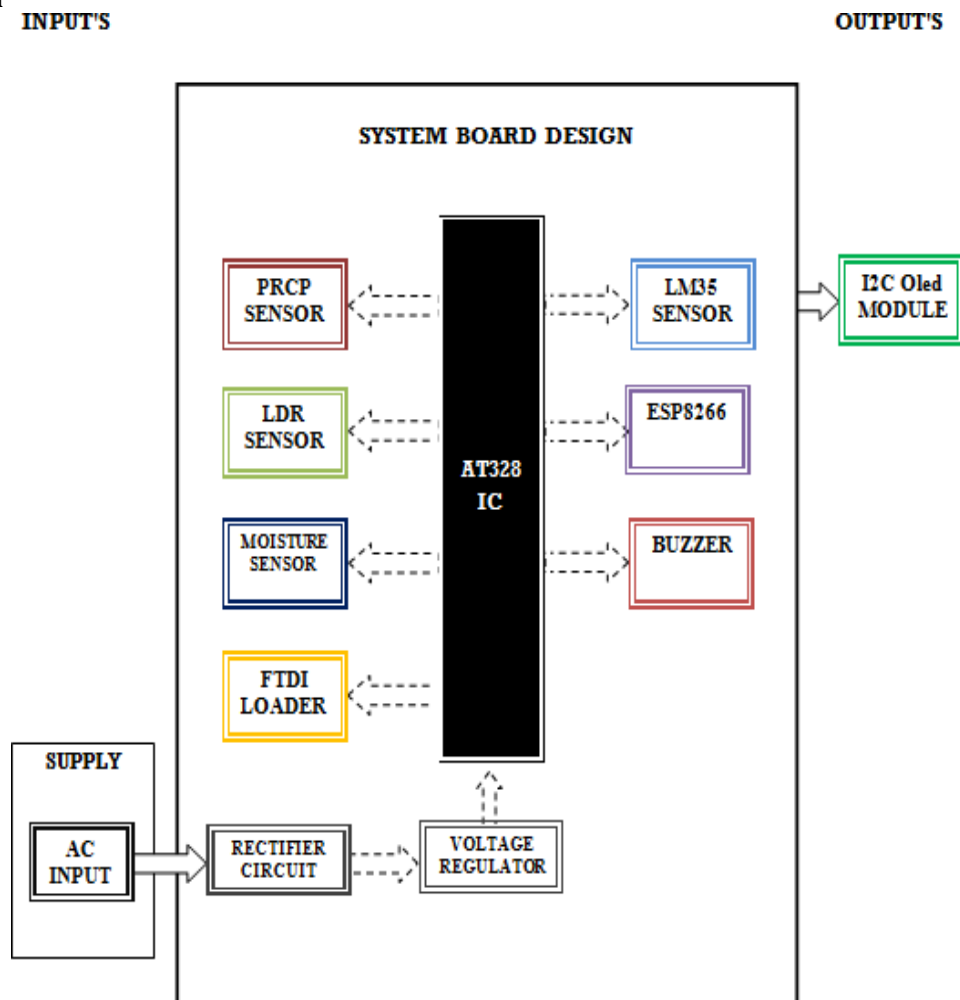 INPUT'S
OUTPUT'S
SYSTEM BOARD DESIGN
PRCP
SENSOR
LM35
SENSOR
I2C Oled
MODULE
LDR
SENSOR
ESP8266
AT328
IC
MOISTURE
SENSOR
BUZZER
FTDI
LOADER
SUPPLY
AC
INPUT
RECTIFIER
CIRCUIT
VOLTAGE
REGULATOR